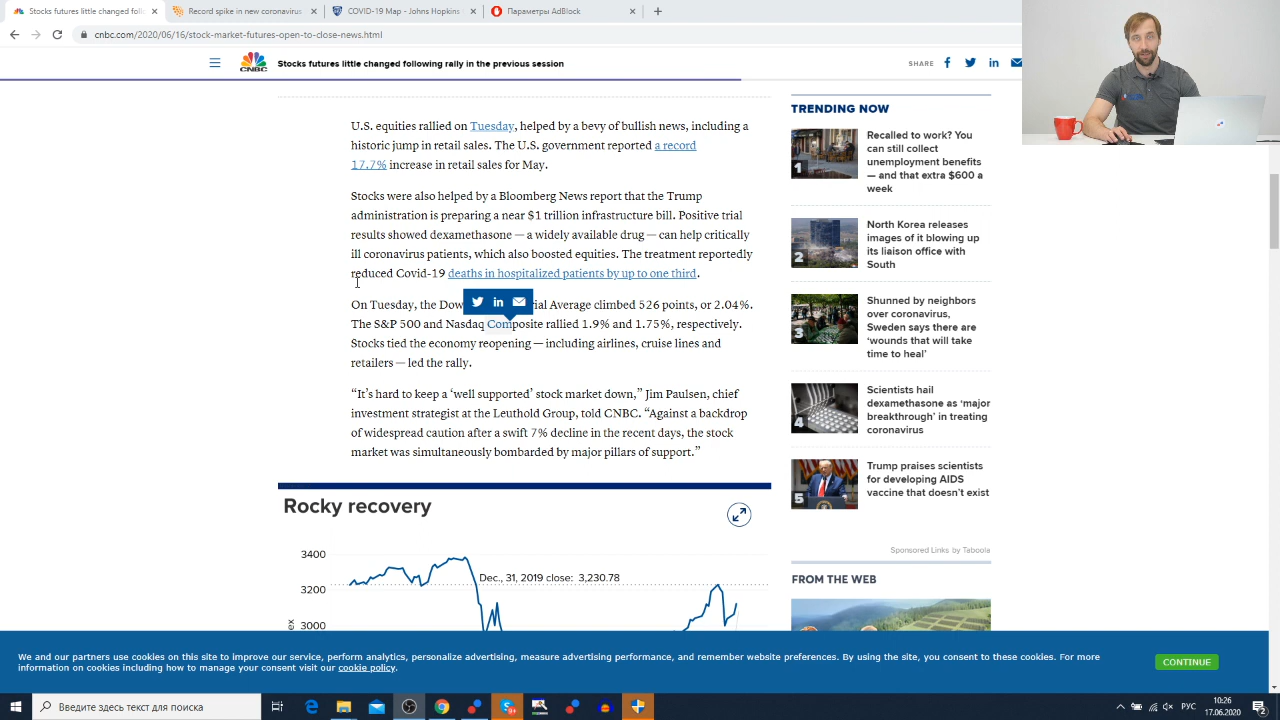 Stocks futures little changed fol
Retail sales spike in May, but s
COVID-19 World Map - Johns
Правмания AdBlock
cnbc.com/2020/06/16/stock-market-open-to-close-news.html
CNBC
Stocks futures little changed following rally in the previous session
SHARE
U.S. equities rallied on Tuesday, helped by a bevy of bullish news, including a
historic jump in retail sales. The U.S. government reported a record
17.7% increase in retail sales for May.
Stocks were also helped by a Bloomberg News report that the Trump
administration is preparing a near $1 trillion infrastructure bill. Positive trial
results showed dexamethasone — a widely available drug — can help critically
ill patients, which also boosted equities. The treatment reportedly
reduced Covid-19 deaths in hospitalized patients by up to one third.
On Tuesday, the Dow ial Average climbed 526 points, or 2.04%.
The S&P 500 and Nasdaq Composite rallied 1.9% and 1.75%, respectively.
Stocks tied the economy reopening — including airlines, cruise lines and
retailers — led the rally.
“It’s hard to keep a ‘well supported’ stock market down,” Jim Paulsen, chief
investment strategist at the Leuthold Group, told CNBC. “Against a backdrop
of widespread caution after a swift 7% decline in the recent days, the stock
market was simultaneously bombarded by major pillars of support.”
Rocky recovery
3400
Dec., 31, 2019 close: 3,230.78
3200
3000
TRENDING NOW
1
Recalled to work? You
can still collect
unemployment benefits
— and that extra $600 a
week
2
North Korea releases
images of it blowing up
its liaison office with
South
3
Shunned by neighbors
over coronavirus,
Sweden says there are
‘wounds that will take
time to heal’
4
Scientists hail
dexamethasone as ‘major
breakthrough’ in treating
coronavirus
5
Trump praises scientists
for developing AIDS
vaccine that doesn’t exist
Sponsored Links by Taboola
FROM THE WEB
We and our partners use cookies on this site to improve our service, perform analytics, personalize advertising, measure advertising performance, and remember website preferences. By using the site, you consent to these cookies. For more
information on cookies including how to manage your consent visit our cookie policy.
CONTINUE
Введите здесь текст для поиска
РУС
10:26
17.06.2020
2